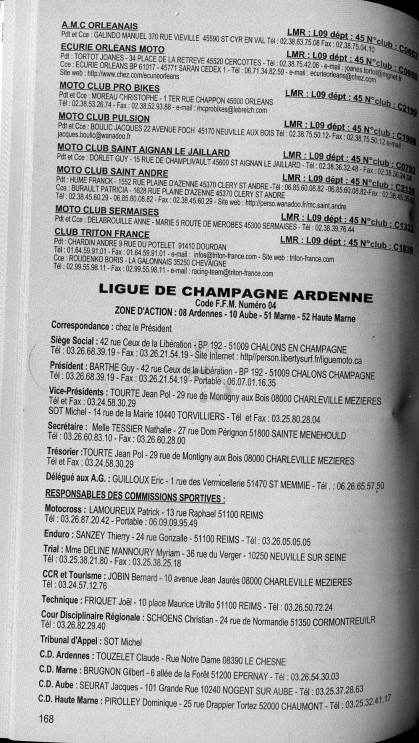 A.M.C ORLEANAIS
LMR : L09 dépt : 45 N°club : C0667
Pdt et Cce : GALINDO MANUEL 370 RUE VIEVILLE 45590 ST CYR EN VAL Tél : 02.38.63.75.08 Fax : 02.38.75.04.10
ECURIE ORLEANS MOTO
LMR : L09 dépt : 45 N°club :
Pdt : TORTOT JOANES - 34 PLACE DE LA RETREVE 45520 CERCOTTES - Tél : 02.38.75.42.06 - e-mail :
Cce : ECURIE ORLEANS BP 61017 - 45771 SARAN CEDEX 1 - Tél : 06.71.34.82.59 - e-mail : ecurieorleans@chez.com
Site web : http://www.chez.com/ecureorleans
MOTO CLUB PRO BIKES
LMR : L09 dépt : 45 N°club : C2199
Pdt et Cce : MOREAU CHRISTOPHE - 1 TER RUE CHAPPON 45000 ORLEANS
Tél : 02.38.53.26.74 - Fax : 02.38.52.93.88 - e-mail : mcprobikes@lebreich.com
MOTO CLUB PULSION
LMR : L09 dépt : 45 N°club :
Pdt et Cce : BOULIC JACQUES 22 AVENUE FOCH 45170 NEUVILLE AUX BOIS Tél : 02.38.75.50.12- Fax : 02.38.75.50.12 e-mail :
jacques.boulic@wanadoo.fr
MOTO CLUB SAINT AIGNAN LE JAILLARD
LMR : L09 dépt : 45 N°club : C0793
Pdt et Cce : DORLET GUY - 15 RUE DE CHAMPLIVAULT 45600 ST AIGNAN LE JAILLARD - Tél : 02.38.36.32.48 - Fax :
MOTO CLUB SAINT ANDRE
LMR : L09 dépt : 45 N°club :
Pdt : HUME FRANCK - 1552 RUE PLAINE D'AZENNE 45370 CLERY ST ANDRE -Tél : 06.85.60.08.82 -06.85.60.08.82-Fax :
Cce : BURAULT PATRICIA - 1628 RUE PLAINE D'AZENNE 45370 CLERY ST ANDRE
Tél : 02.38.45.60.29 - 06.85.60.08.82 - Fax : 02.38.45.60.29 - Site web : http://perso.wanadoo.fr/mc.saint.andre
MOTO CLUB SERMAISES
LMR : L09 dépt : 45 N°club : C1333
Pdt et Cce : DELABROUILLE ANNE - MARIE 5 ROUTE DE MEROBES 45300 SERMAISES - Tél : 02.38.39.76.44
CLUB TRITON FRANCE
LMR : L09 dépt : 45 N°club : C1839
Pdt : CHARDIN ANDRE 9 RUE DU POTELET 91410 DOURDAN
Tél : 01.64.59.91.01 - Fax : 01.64.59.91.01 - e-mail : infos@triton-france.com - Site web : triton-france.com
Cce : ROUDENKO BORIS - LA GALONNAIS 35250 CHEVAIGNE
Tél : 02.99.55.98.11 - Fax : 02.99.55.98.11 - e-mail : racing-team@triton-france.com
LIGUE DE CHAMPAGNE ARDENNE
Code F.F.M. Numéro 04
ZONE D'ACTION : 08 Ardennes - 10 Aube - 51 Marne - 52 Haute Marne
Correspondance : chez le Président
Siège Social : 42 rue Ceux de la Libération - BP 192 - 51009 CHALONS EN CHAMPAGNE
Tél : 03.26.68.39.19 - Fax : 03.26.21.54.19 - Site Internet : http//person.libertysurf.fr/liguemoto.ca
Président : BARTHE Guy - 42 rue Ceux de la Libération - BP 192 - 51009 CHALONS CHAMPAGNE
Tél : 03.26.68.39.19 - Fax : 03.26.21.54.19 - Portable : 06.07.01.16.35
Vice-Présidents : TOURTE Jean Pol - 29 rue de Montigny aux Bois 08000 CHARLEVILLE MEZIERES
Tél et Fax : 03.24.58.30.29
SOT Michel - 14 rue de la Mairie 10440 TORVILLIERS - Tél et Fax : 03.25.80.28.04
Secrétaire : Melle TESSIER Nathalie - 27 rue Dom Pérignon 51800 SAINTE MENEHOULD
Tél : 03.26.60.83.10 - Fax : 03.26.60.28.00
Trésorier :TOURTE Jean Pol - 29 rue de Montigny aux Bois 08000 CHARLEVILLE MEZIERES
Tél et Fax : 03.24.58.30.29
Délégué aux A.G. : GUILLOUX Eric - 1 rue des Vermicellerie 51470 ST MEMMIE - Tél . : 06.26.65.57.50
RESPONSABLES DES COMMISSIONS SPORTIVES :
Motocross : LAMOUREUX Patrick - 13 rue Raphael 51100 REIMS
Tél : 03.26.87.20.42 - Portable : 06.09.09.95.49
Enduro : SANZEY Thierry - 24 rue Gonzalle - 51100 REIMS - Tél : 03.26.05.05.05
Trial : Mme DELINE MANNOURY Myriam - 36 rue du Verger - 10250 NEUVILLE SUR SEINE
Tél : 03.25.38.21.80 - Fax : 03.25.38.25.18
CCR et Tourisme : JOBIN Bernard - 10 avenue Jean Jaurès 08000 CHARLEVILLE MEZIERES
Tél : 03.24.57.12.76
Technique : FRIQUET Joël - 10 place Maurice Utrillo 51100 REIMS - Tél : 03.26.50.72.24
Cour Disciplinaire Régionale : SCHOENS Christian - 24 rue de Normandie 51350 CORMONTREUILR
Tél : 03.26.82.29.40
Tribunal d'Appel : SOT Michel
C.D. Ardennes : TOUZELET Claude - Rue Notre Dame 08390 LE CHESNE
C.D. Marne : BRUGNON Gilbert - 6 allée de la Forêt 51200 EPERNAY - Tél : 03.26.54.30.03
C.D. Aube : SEURAT Jacques - 101 Grande Rue 10240 NOGENT SUR AUBE - Tél : 03.25.37.28.63
C.D. Haute Marne : PIROLLEY Dominique - 25 rue Drappier Tortez 52000 CHAUMONT - Tél : 03.25.32.41.17
168